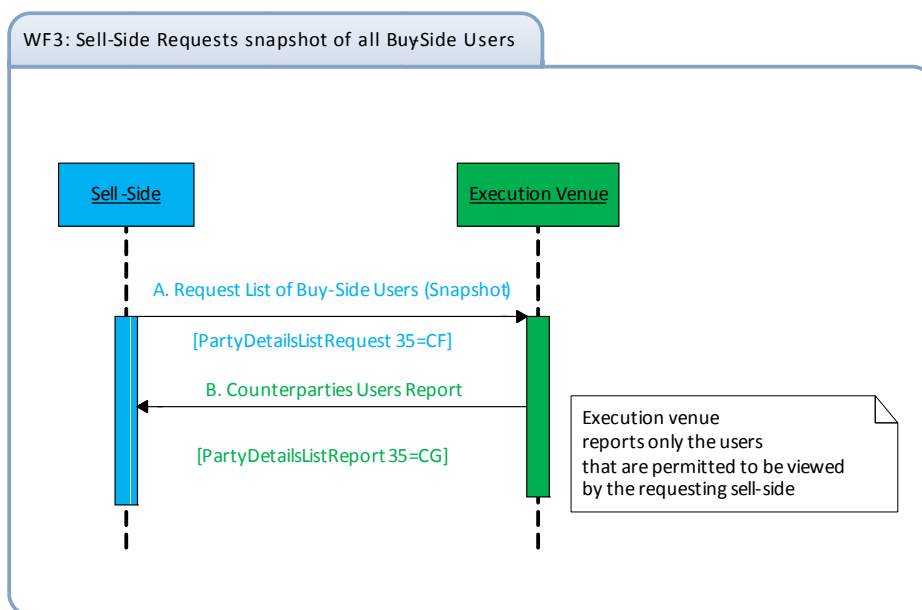 WF3: Sell-Side Requests snapshot of all Buy-Side Users
Sell-Side
Execution Venue
A. Request List of Buy-Side Users (Snapshot)
[PartyDetailsListRequest 35=CF]
B. Counterparties Users Report
[PartyDetailsListReport 35=CG]
Execution venue
reports only the users
that are permitted to be viewed
by the requesting sell-side